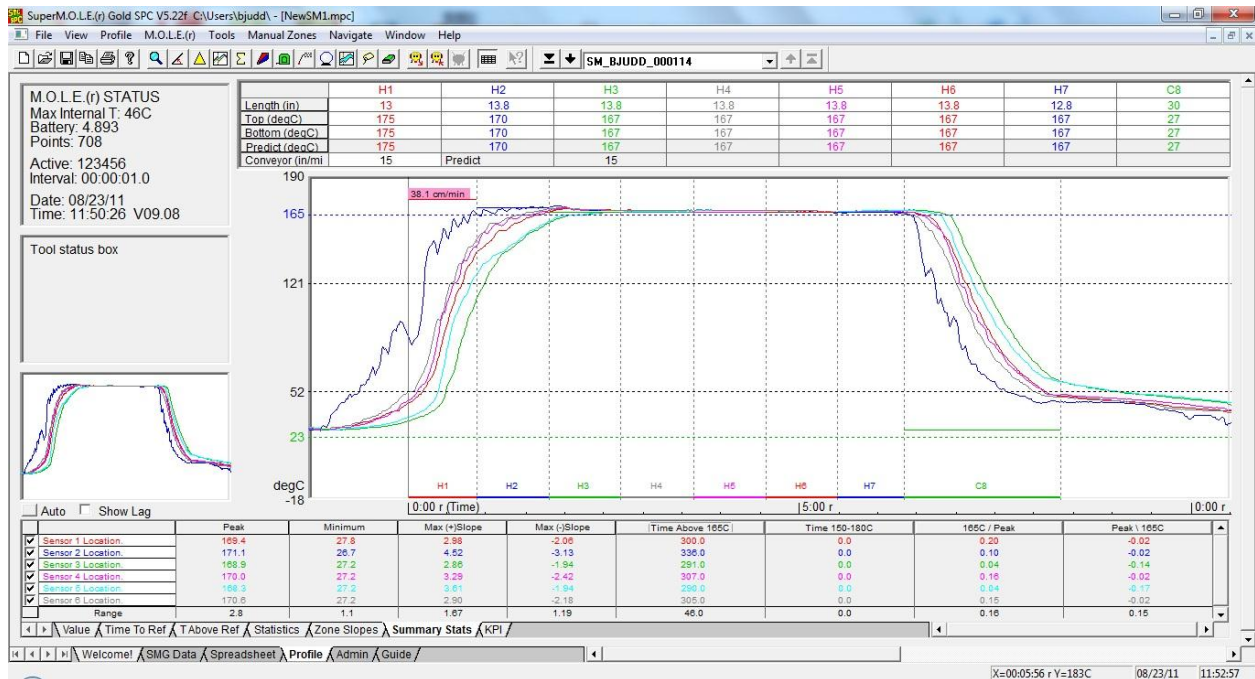 SuperM.O.L.E.(r) Gold SPC V5.22f C:\Users\bjudd\ - [NewSM1.mpc]
File View Profile M.O.L.E.(r) Tools Manual Zones Navigate Window Help
SM_BJUDD_000114
M.O.L.E.(r) STATUS
Max Internal T: 46C
Battery: 4.893
Points: 708
Active: 123456
Interval: 00:00:01.0
Date: 08/23/11
Time: 11:50:26 V09.08
Tool status box
H1 H2 H3 H4 H5 H6 H7 C8
Length (in) 13 13.8 13.8 13.8 13.8 13.8 12.8 30
Top (degC) 175 170 167 167 167 167 167 27
Bottom (degC) 175 170 167 167 167 167 167 27
Predict (degC) 175 170 167 167 167 167 167 27
Conveyor (in/mi 15 Predict 15
190
38.1 cm/min
165
121
52
23
degC
-18
H1 H2 H3 H4 H5 H6 H7 C8
0:00 r (Time) 5:00 r 0:00 r
Auto Show Lag
Peak Minimum Max (+)Slope Max (-)Slope Time Above 165C Time 150-180C 165C / Peak Peak \ 165C
Sensor 1 Location. 169.4 27.8 2.98 -2.06 300.0 0.0 0.20 -0.02
Sensor 2 Location. 171.1 26.7 4.52 -3.13 336.0 0.0 0.10 -0.02
Sensor 3 Location. 168.9 27.2 2.86 -1.94 291.0 0.0 0.04 -0.14
Sensor 4 Location. 170.0 27.2 3.29 -2.42 307.0 0.0 0.16 -0.02
Sensor 5 Location. 168.3 27.2 3.61 -1.94 290.0 0.0 0.04 -0.17
Sensor 6 Location. 170.6 27.2 2.90 -2.18 305.0 0.0 0.15 -0.02
Range 2.8 1.1 1.67 1.19 46.0 0.0 0.16 0.15
Value Time To Ref T Above Ref Statistics Zone Slopes Summary Stats KPI
Welcome! SMG Data Spreadsheet Profile Admin Guide
X=00:05:56 r Y=183C 08/23/11 11:52:57